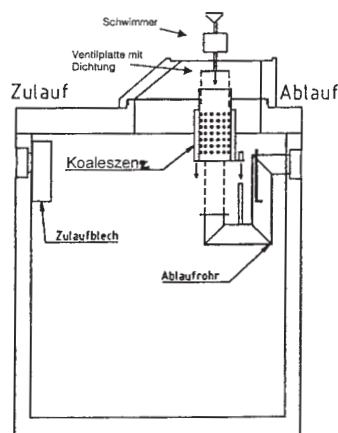 Schwimmer
Ventilplatte mit
Dichtung
Zulauf
Ablauf
Koaleszenz
Zulaufblech
Ablaufrohr